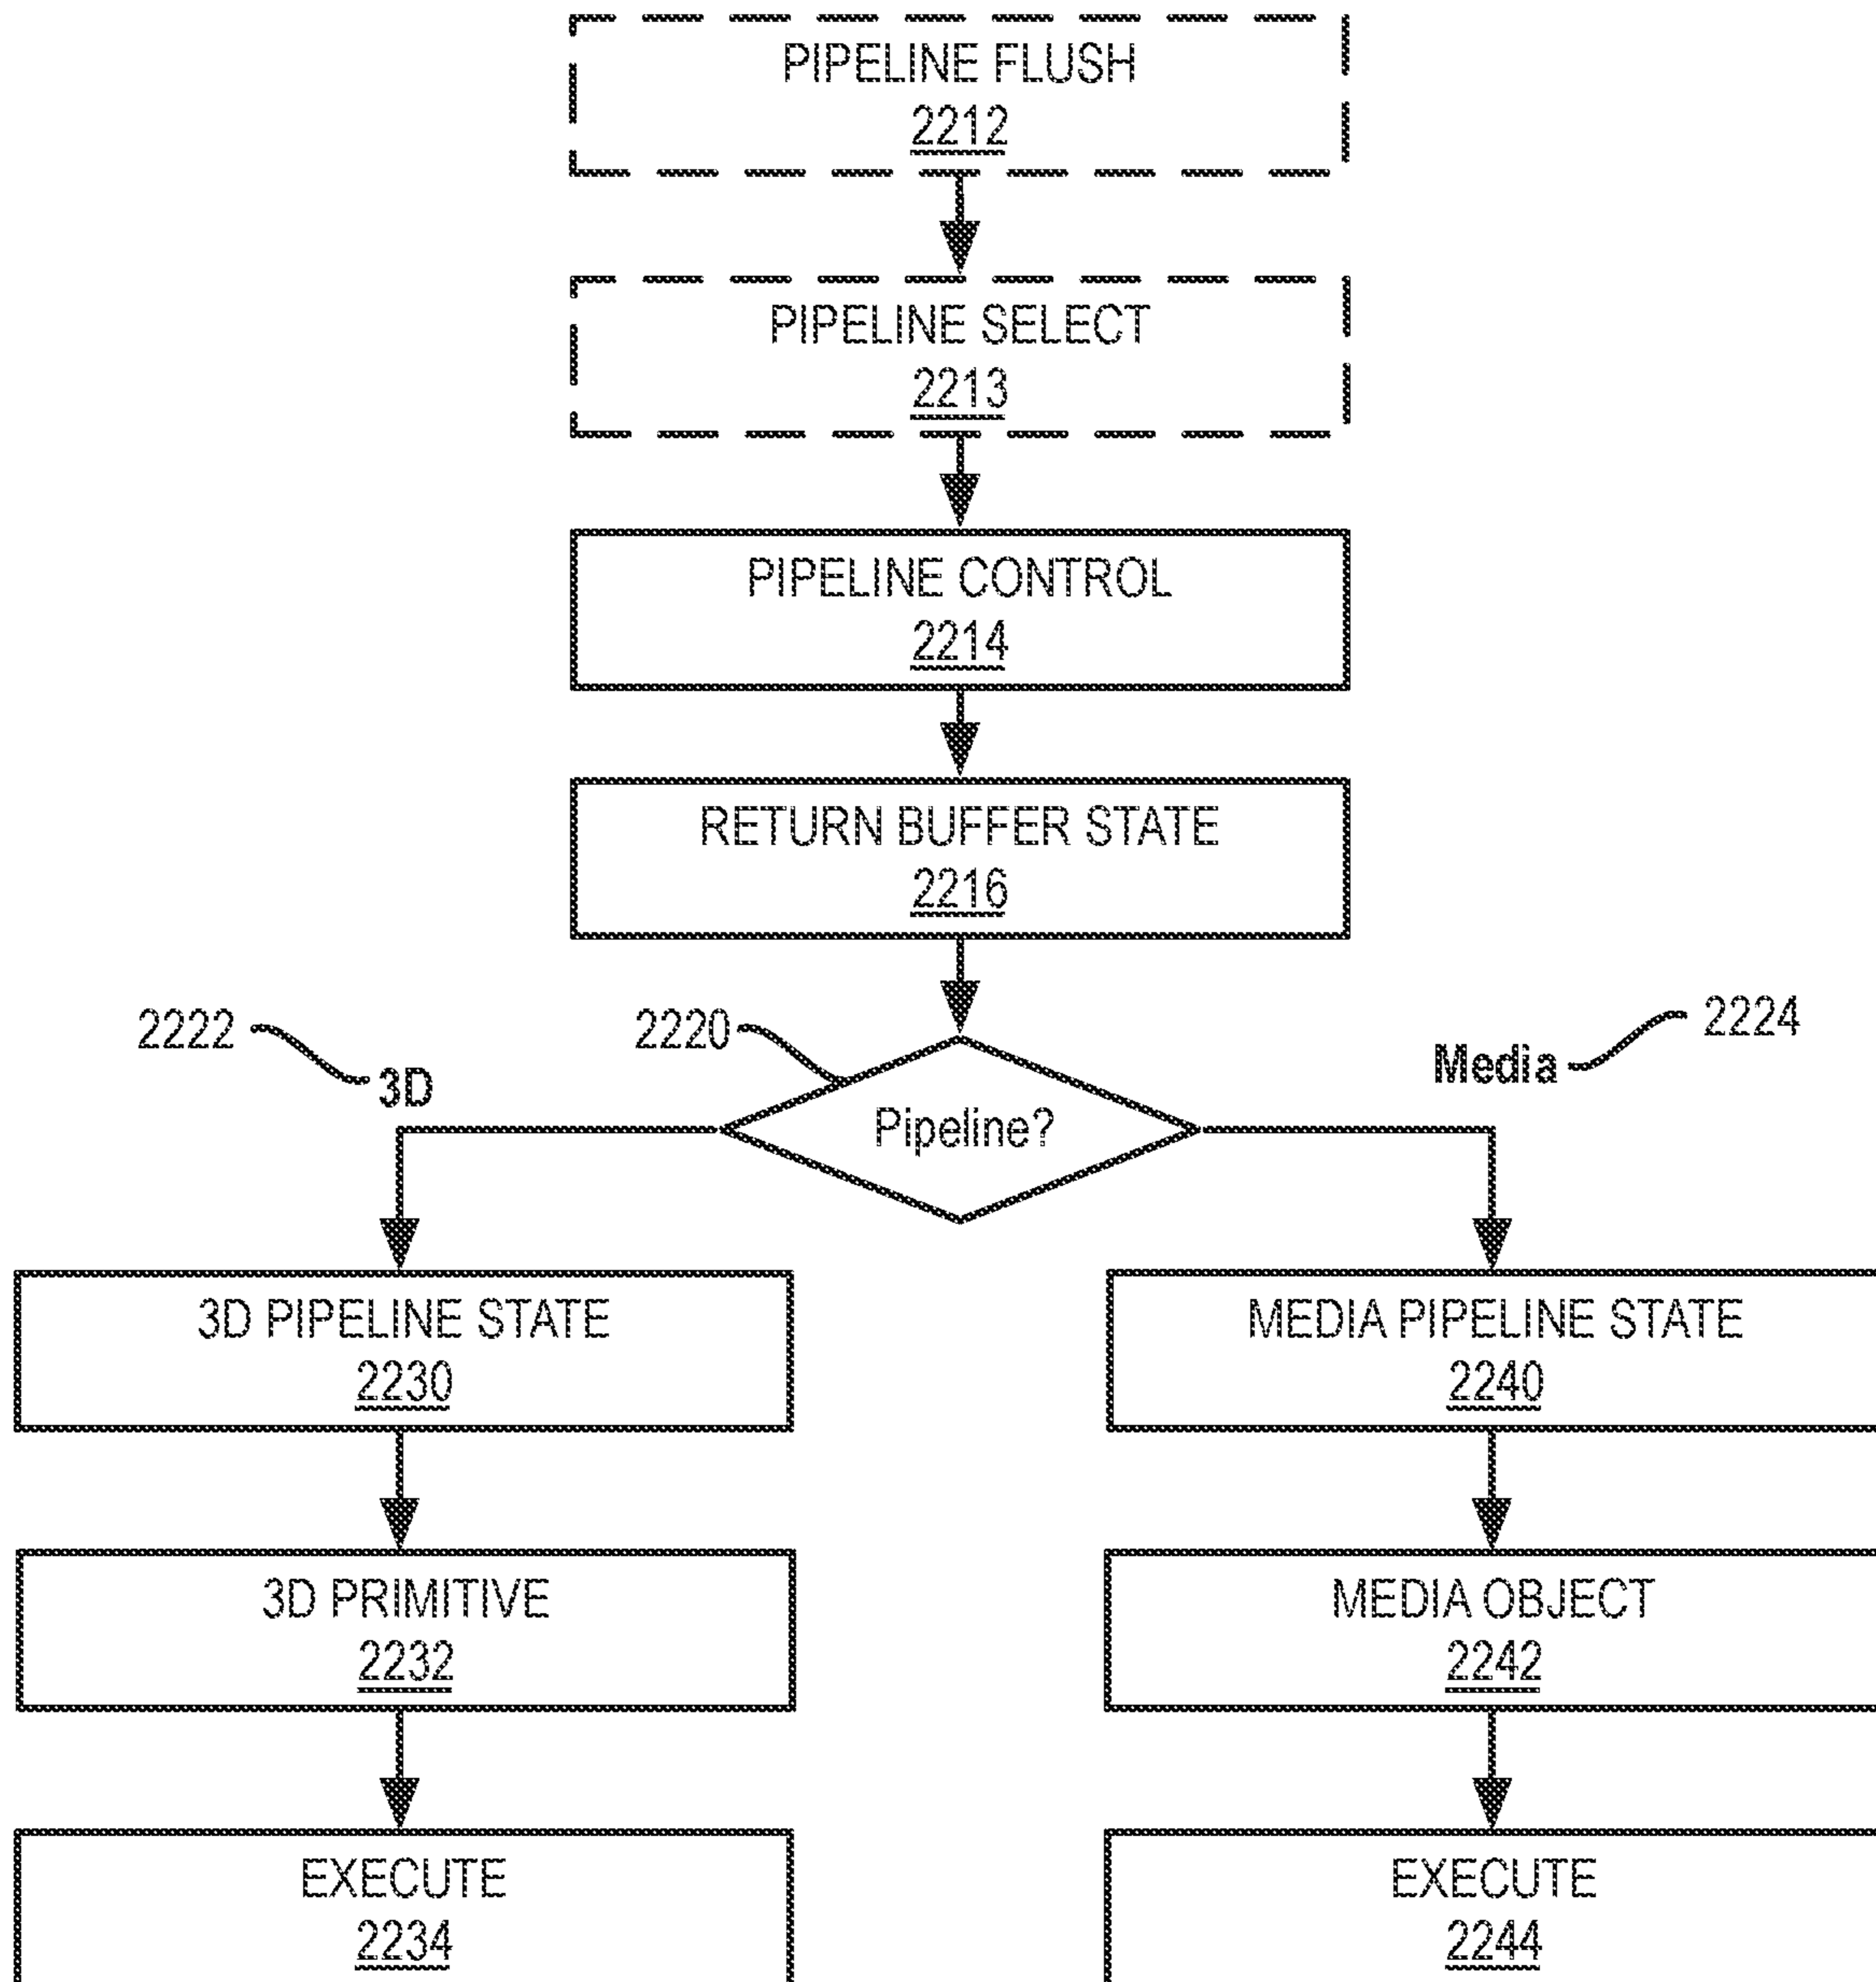 PIPELINE FLUSH
2212
PIPELINE SELECT
2213
PIPELINE CONTROL
2214
RETURN BUFFER STATE
2216
2222
3D
2220
Pipeline?
Media
2224
3D PIPELINE STATE
2230
MEDIA PIPELINE STATE
2240
3D PRIMITIVE
2232
MEDIA OBJECT
2242
EXECUTE
2234
EXECUTE
2244